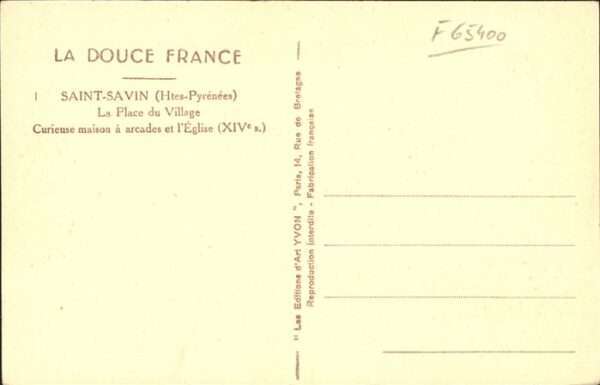 LA DOUCE FRANCE
1 SAINT-SAVIN (Htes-Pyrénées)
La Place du Village
Curieuse maison à arcades et l'Église (XIVe s.)
"Les Editions d'Art YVON", Paris, 14, Rue de Bretagne
Reproduction interdite - Fabrication française
F 65400